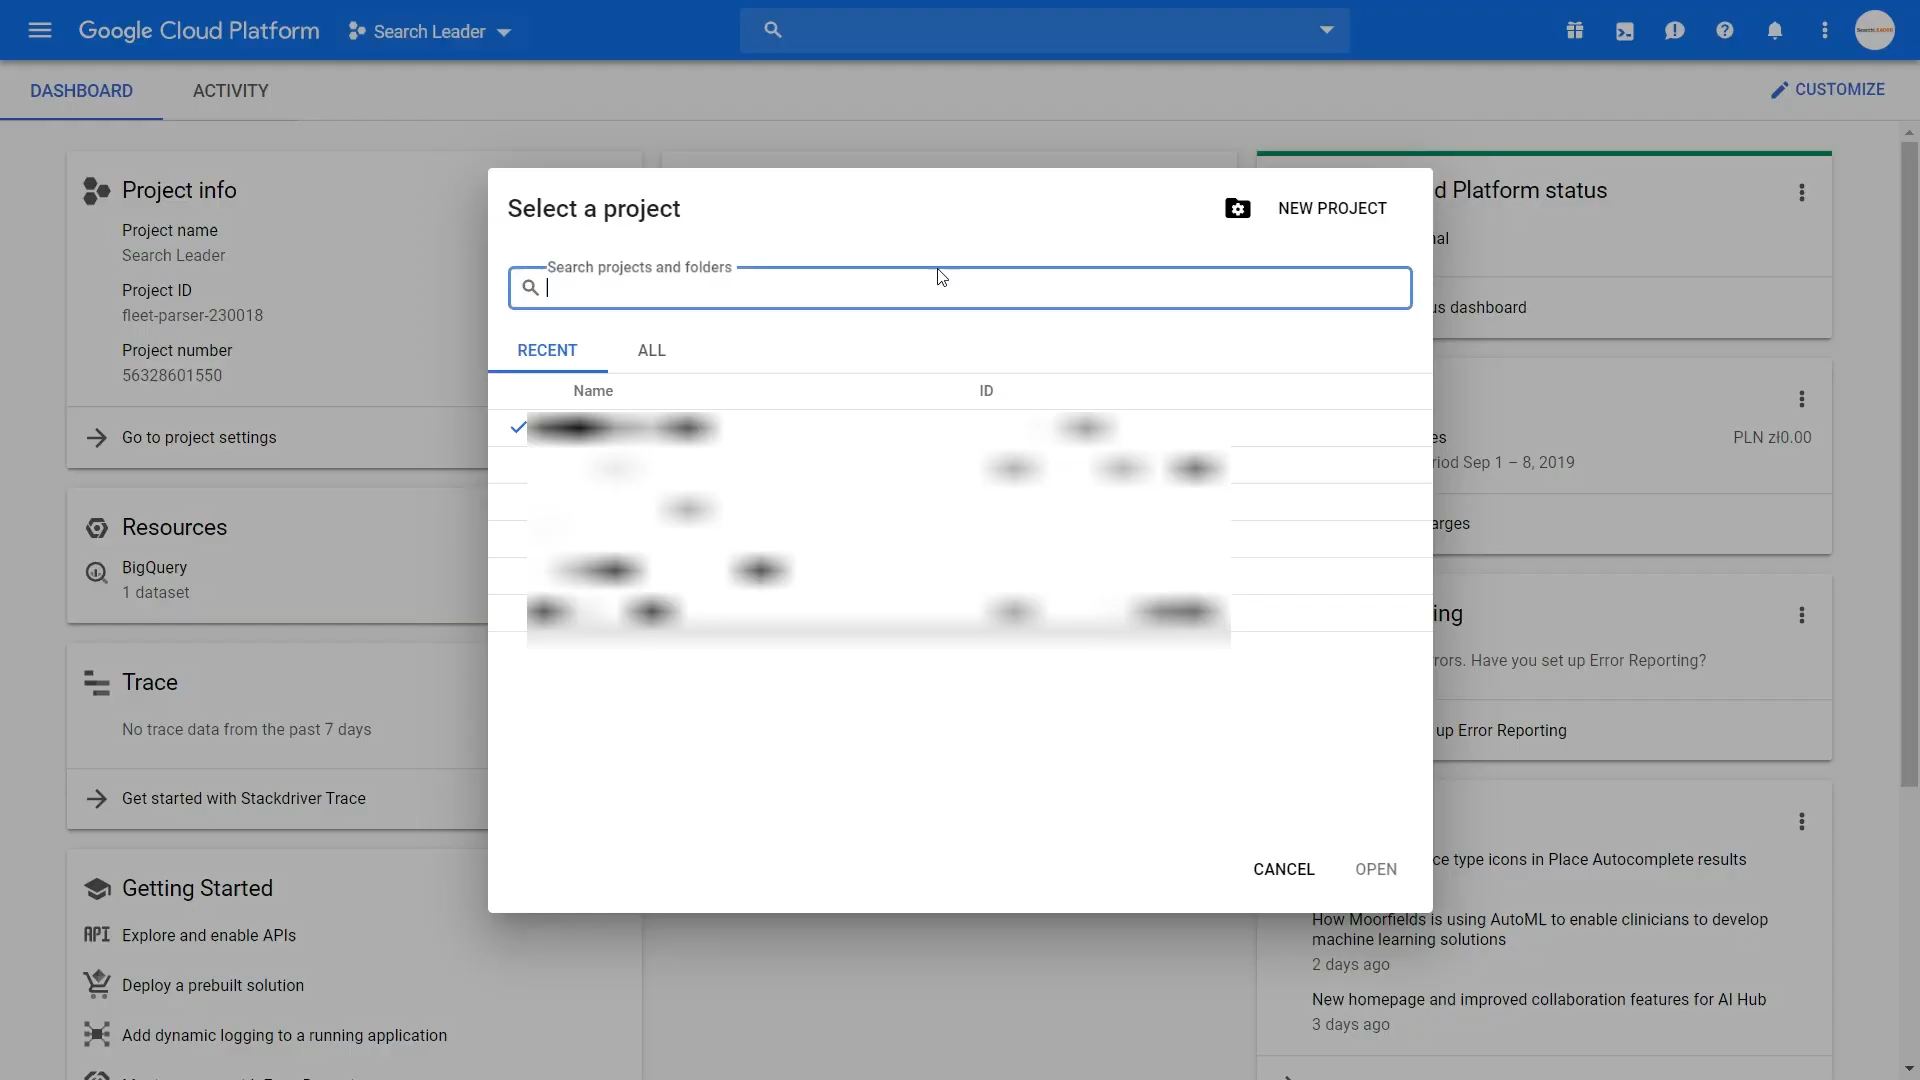 Google Cloud Platform
Search Leader
DASHBOARD
ACTIVITY
CUSTOMIZE
Project info
Project name
Search Leader
Project ID
fleet-parser-230018
Project number
56328601550
Go to project settings
Resources
BigQuery
1 dataset
Trace
No trace data from the past 7 days
Get started with Stackdriver Trace
Getting Started
API Explore and enable APIs
Deploy a prebuilt solution
Add dynamic logging to a running application
Select a project
NEW PROJECT
Search projects and folders
RECENT
ALL
Name
ID
CANCEL
OPEN
d Platform status
nal
us dashboard
es
PLN zł0.00
riod Sep 1 – 8, 2019
arges
ing
rors. Have you set up Error Reporting?
up Error Reporting
ce type icons in Place Autocomplete results
How Moorfields is using AutoML to enable clinicians to develop
machine learning solutions
2 days ago
New homepage and improved collaboration features for AI Hub
3 days ago